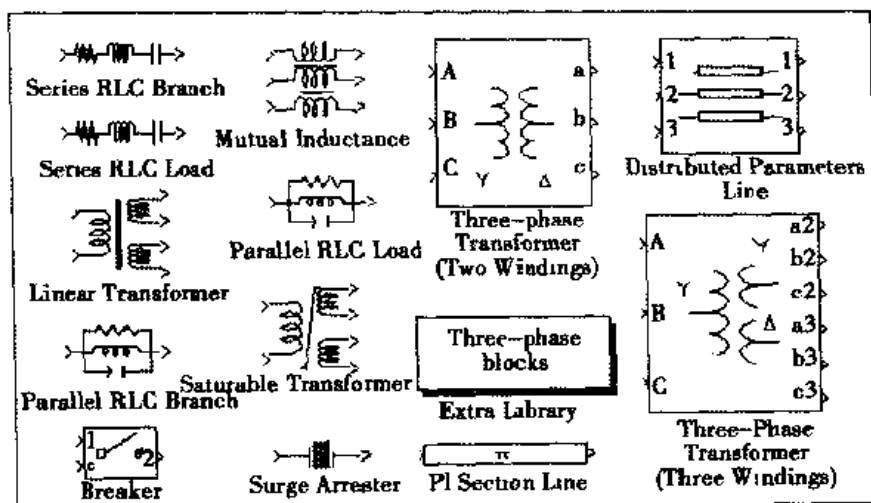 Series RLC Branch
Series RLC Load
Linear Transformer
Parallel RLC Branch
1
c
2
Breaker
Mutual Inductance
Parallel RLC Load
Saturable Transformer
Surge Arrester
A
B
C
a
b
c
Y
Δ
Three-phase
Transformer
(Two Windings)
Three-phase
blocks
Extra Library
π
PI Section Line
1
2
3
1
2
3
Distributed Parameters
Line
A
B
C
Y
Y
Δ
a2
b2
c2
a3
b3
c3
Three-Phase
Transformer
(Three Windings)